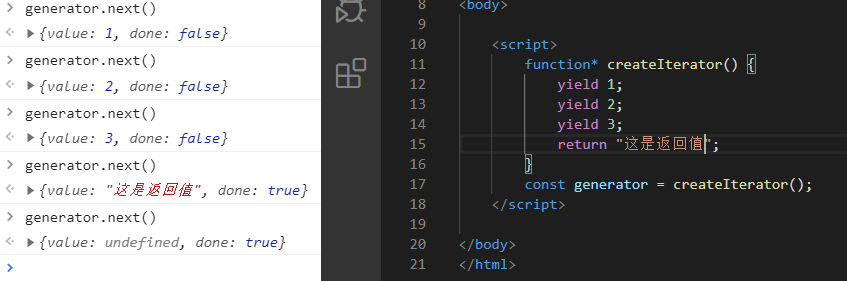 generator.next()
{value: 1, done: false}
generator.next()
{value: 2, done: false}
generator.next()
{value: 3, done: false}
generator.next()
{value: "这是返回值", done: true}
generator.next()
{value: undefined, done: true}
8 <body>
9
10 <script>
11 function* createIterator() {
12 yield 1;
13 yield 2;
14 yield 3;
15 return "这是返回值";
16 }
17 const generator = createIterator();
18 </script>
19
20 </body>
21 </html>